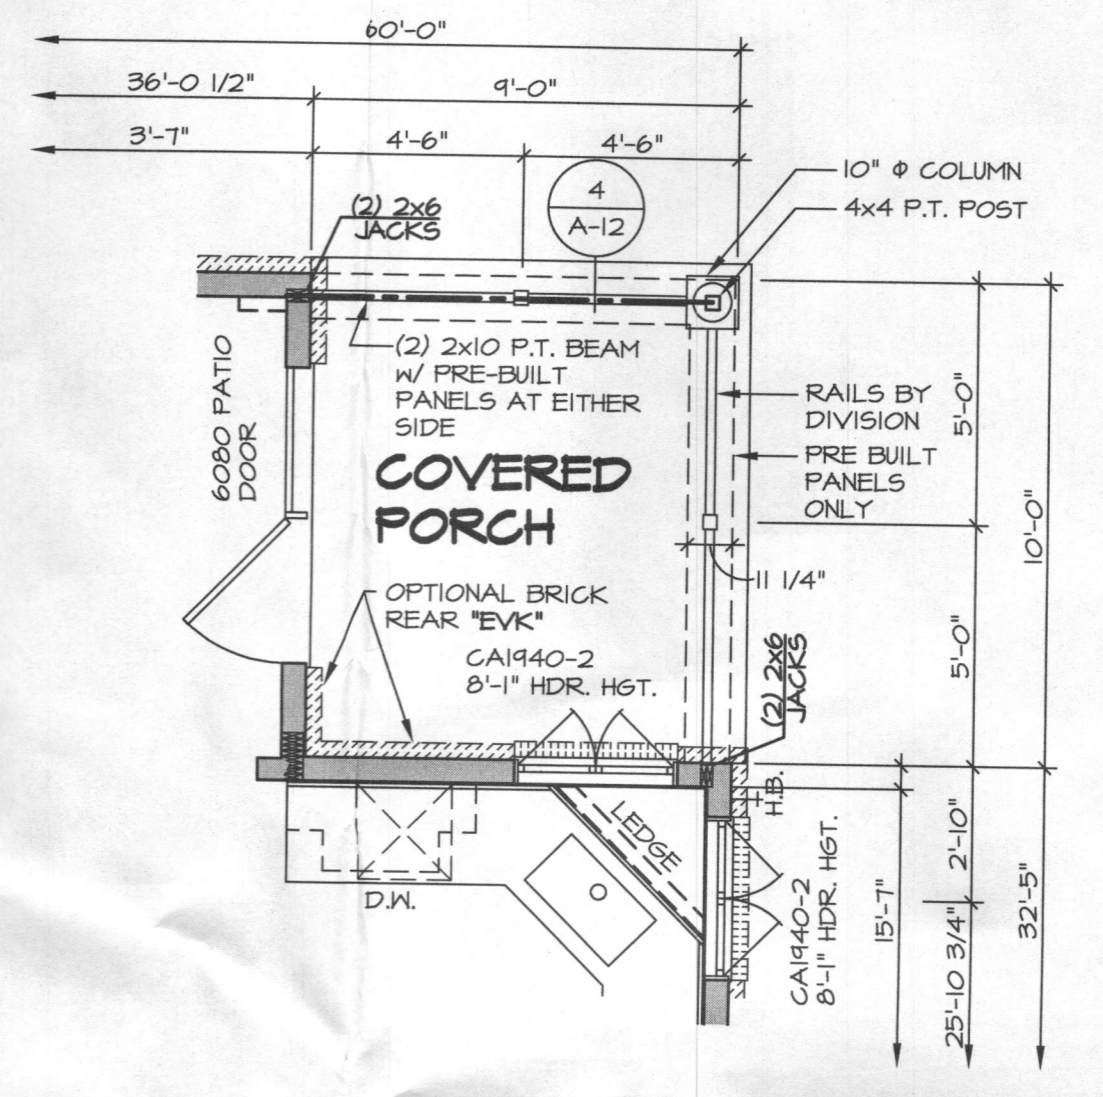 60'-0"
36'-0 1/2"
9'-0"
3'-7"
4'-6"
4'-6"
10" Φ COLUMN
4x4 P.T. POST
4
A-12
(2) 2x6
JACKS
(2) 2x10 P.T. BEAM
W/ PRE-BUILT
PANELS AT EITHER
SIDE
6080 PATIO
DOOR
COVERED
PORCH
RAILS BY
DIVISION
PRE BUILT
PANELS
ONLY
5'-0"
10'-0"
11 1/4"
OPTIONAL BRICK
REAR "EVK"
CA1940-2
8'-1" HDR. HGT.
(2) 2x6
JACKS
5'-0"
H.B.
LEDGE
D.W.
CA1940-2
8'-1" HDR. HGT.
15'-7"
2'-10"
25'-10 3/4"
32'-5"